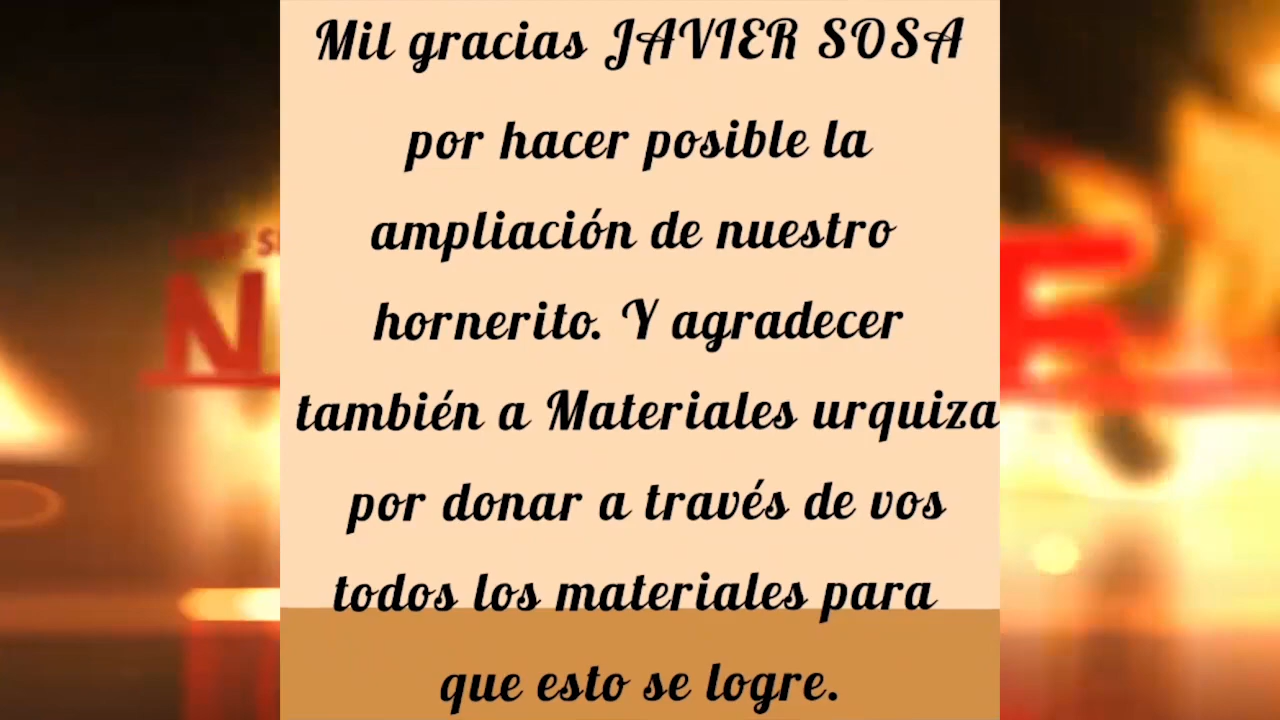 Mil gracias JAVIER SOSA
por hacer posible la
ampliación de nuestro
hornerito. Y agradecer
también a Materiales urquiza
por donar a través de vos
todos los materiales para
que esto se logre.